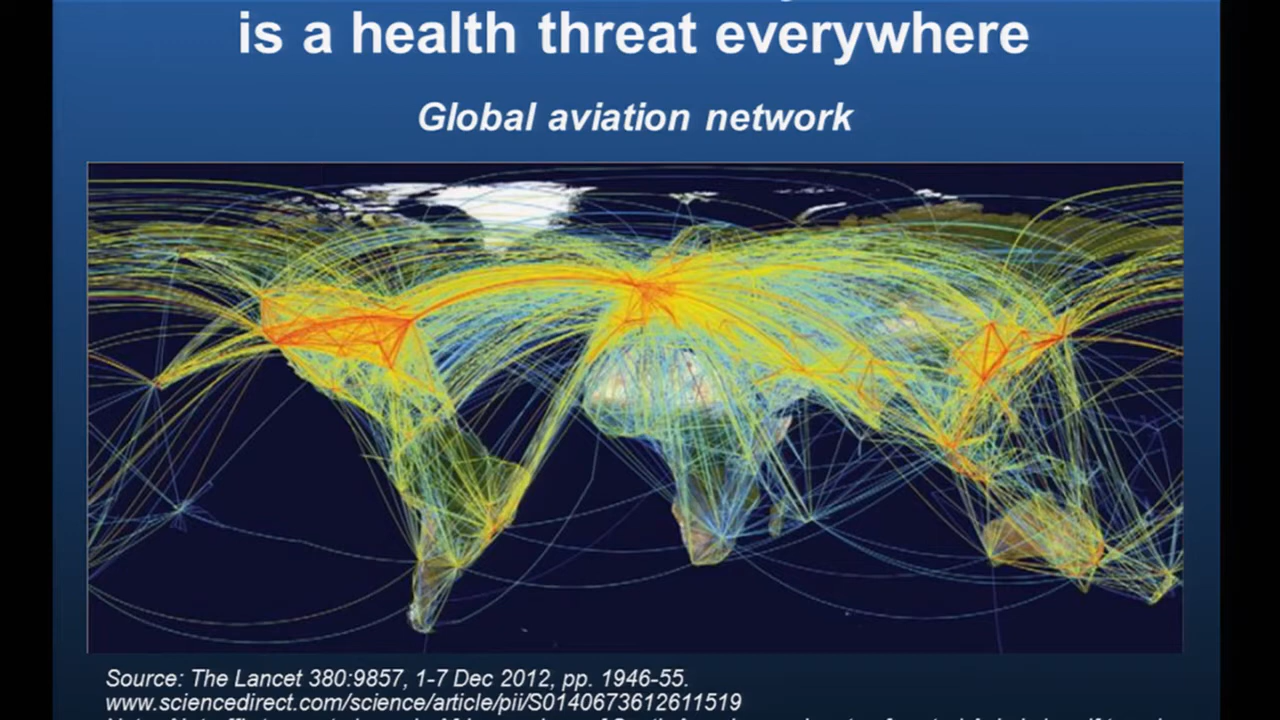 is a health threat everywhere
Global aviation network
Source: The Lancet 380:9857, 1-7 Dec 2012, pp. 1946-55.
www.sciencedirect.com/science/article/pii/S0140673612611519